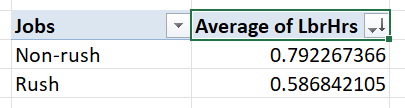 Jobs Average of LbrHrs
Non-rush 0.792267366
Rush 0.586842105